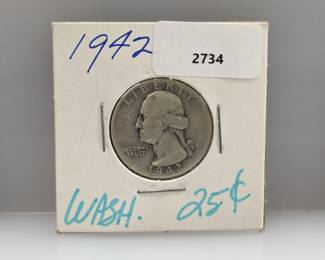 1942
2734
LIBERTY
IN GOD WE
TRUST
1942
WASH. 25¢